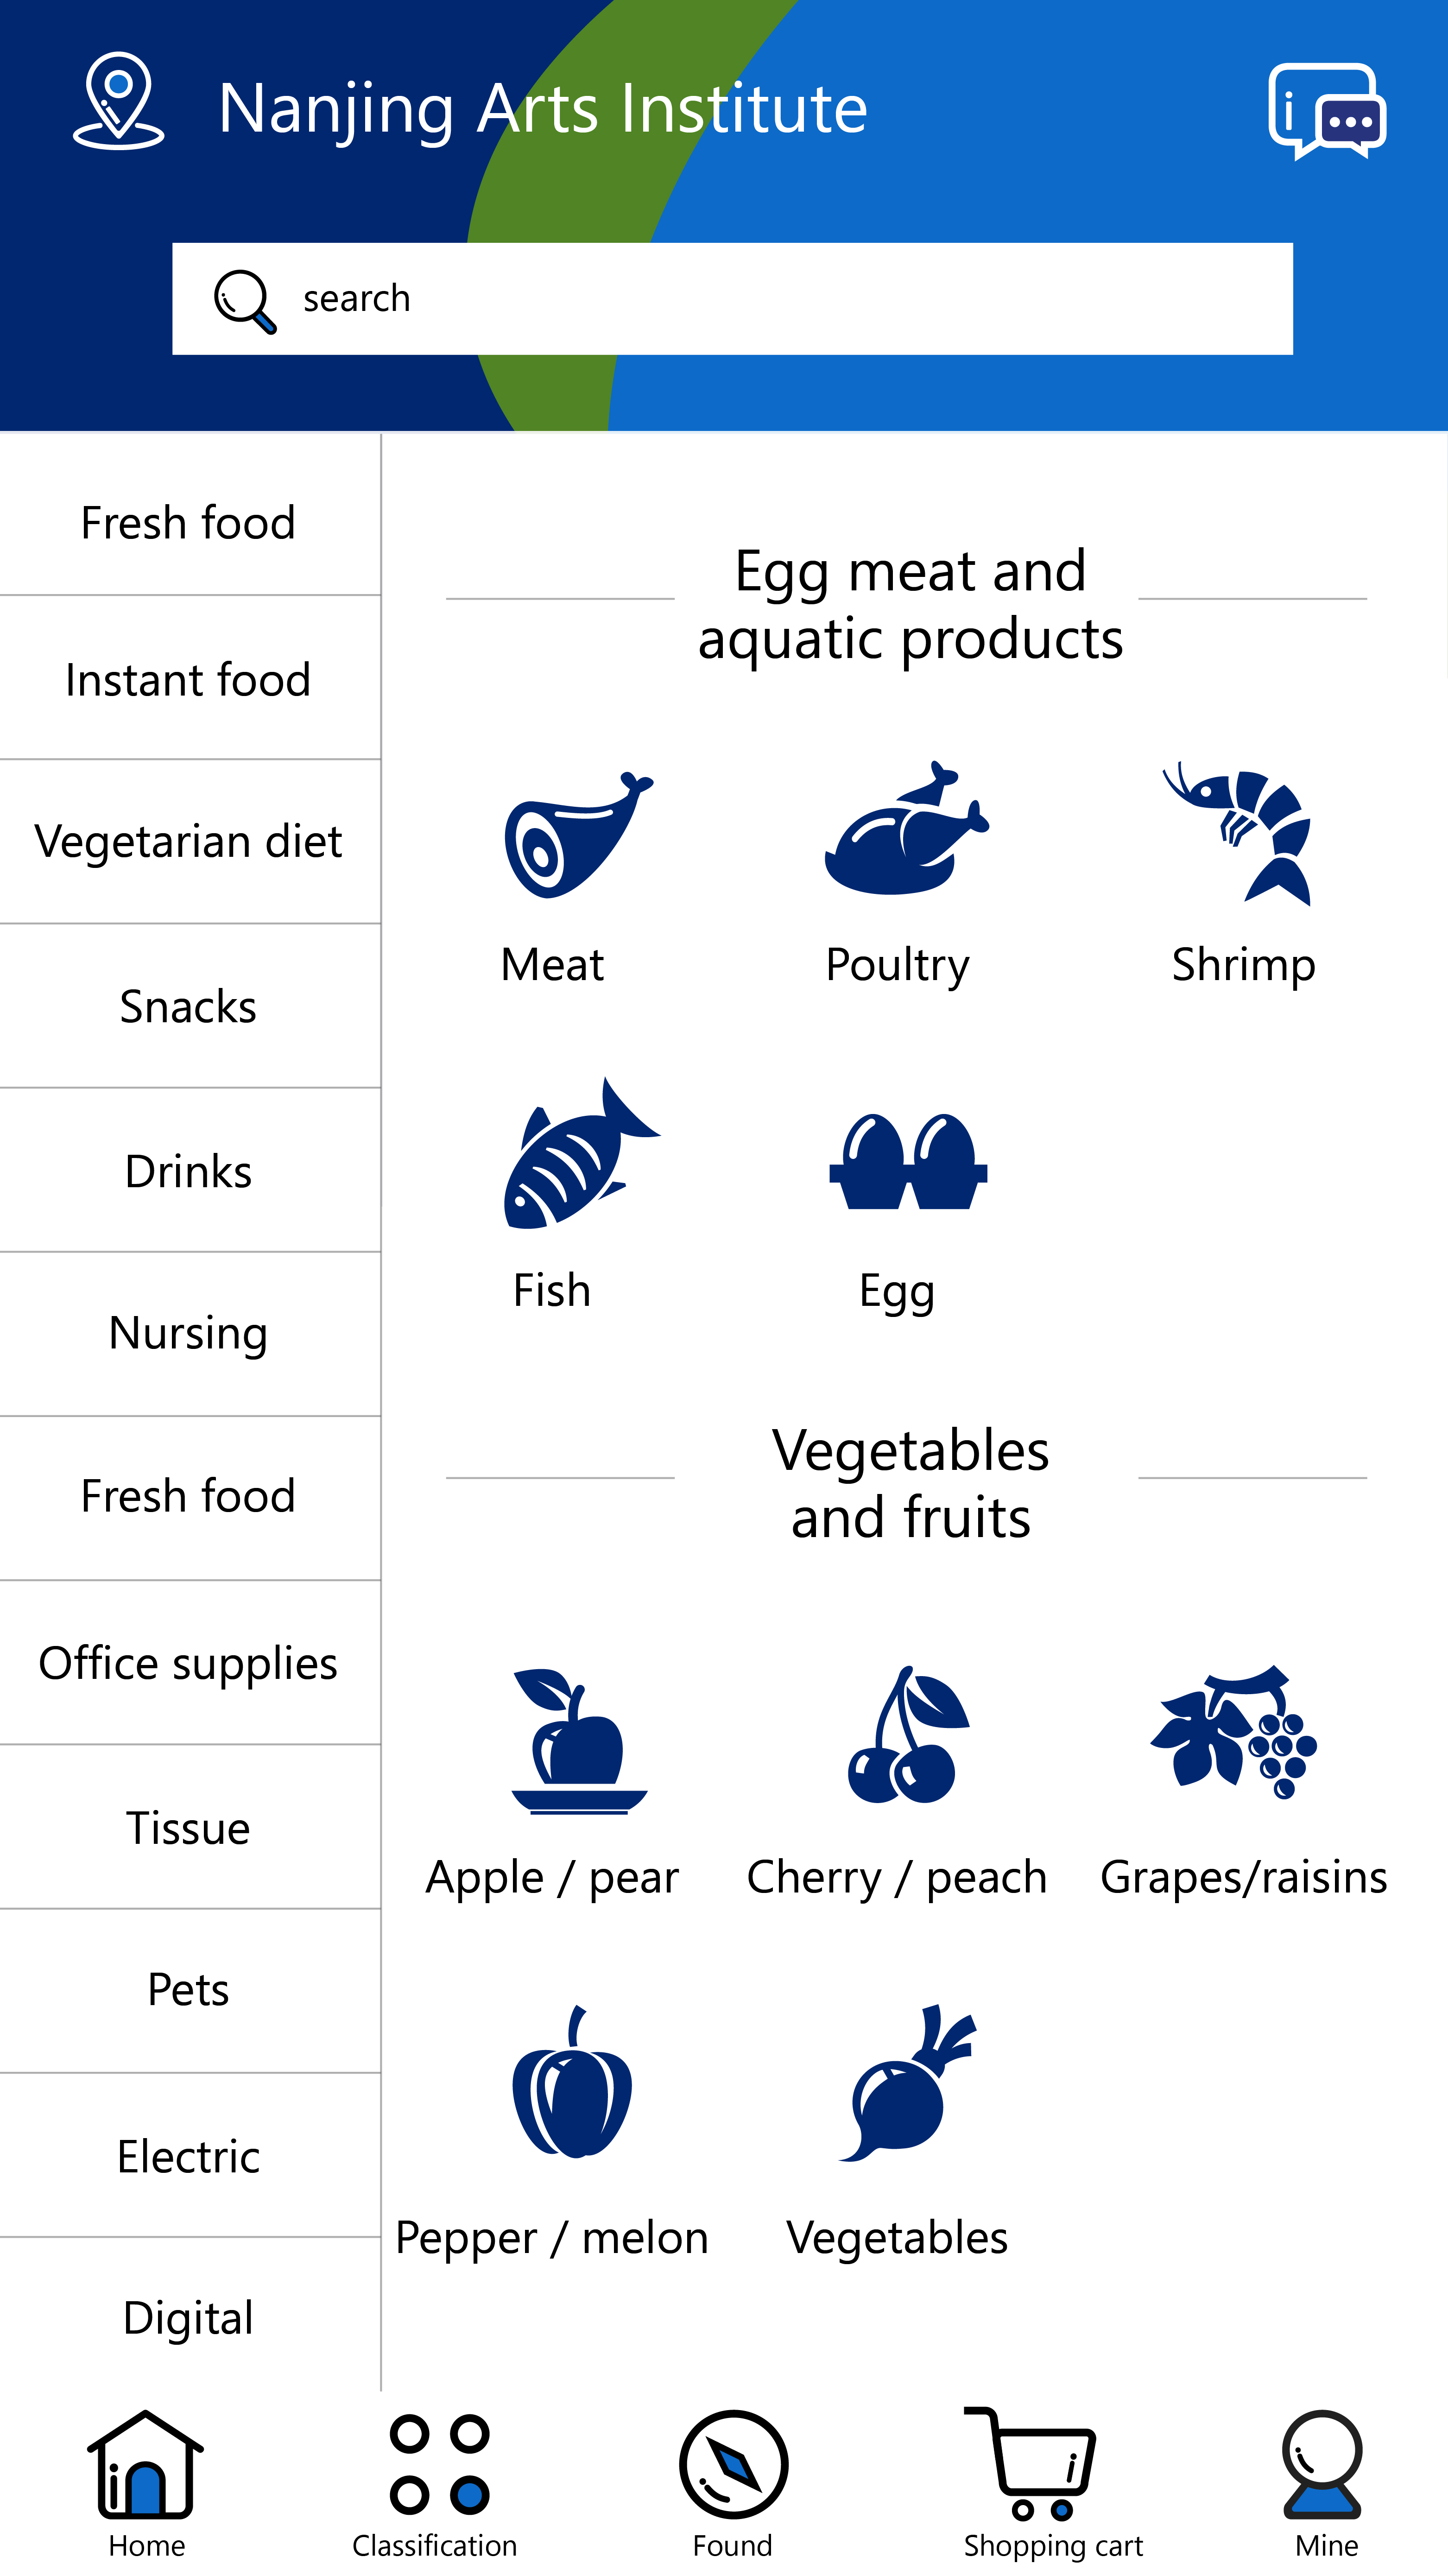 Nanjing Arts Institute
search
Fresh food
Instant food
Vegetarian diet
Snacks
Drinks
Nursing
Fresh food
Office supplies
Tissue
Pets
Electric
Digital
Egg meat and
aquatic products
Meat
Poultry
Shrimp
Fish
Egg
Vegetables
and fruits
Apple / pear
Cherry / peach
Grapes/raisins
Pepper / melon
Vegetables
Home
Classification
Found
Shopping cart
Mine